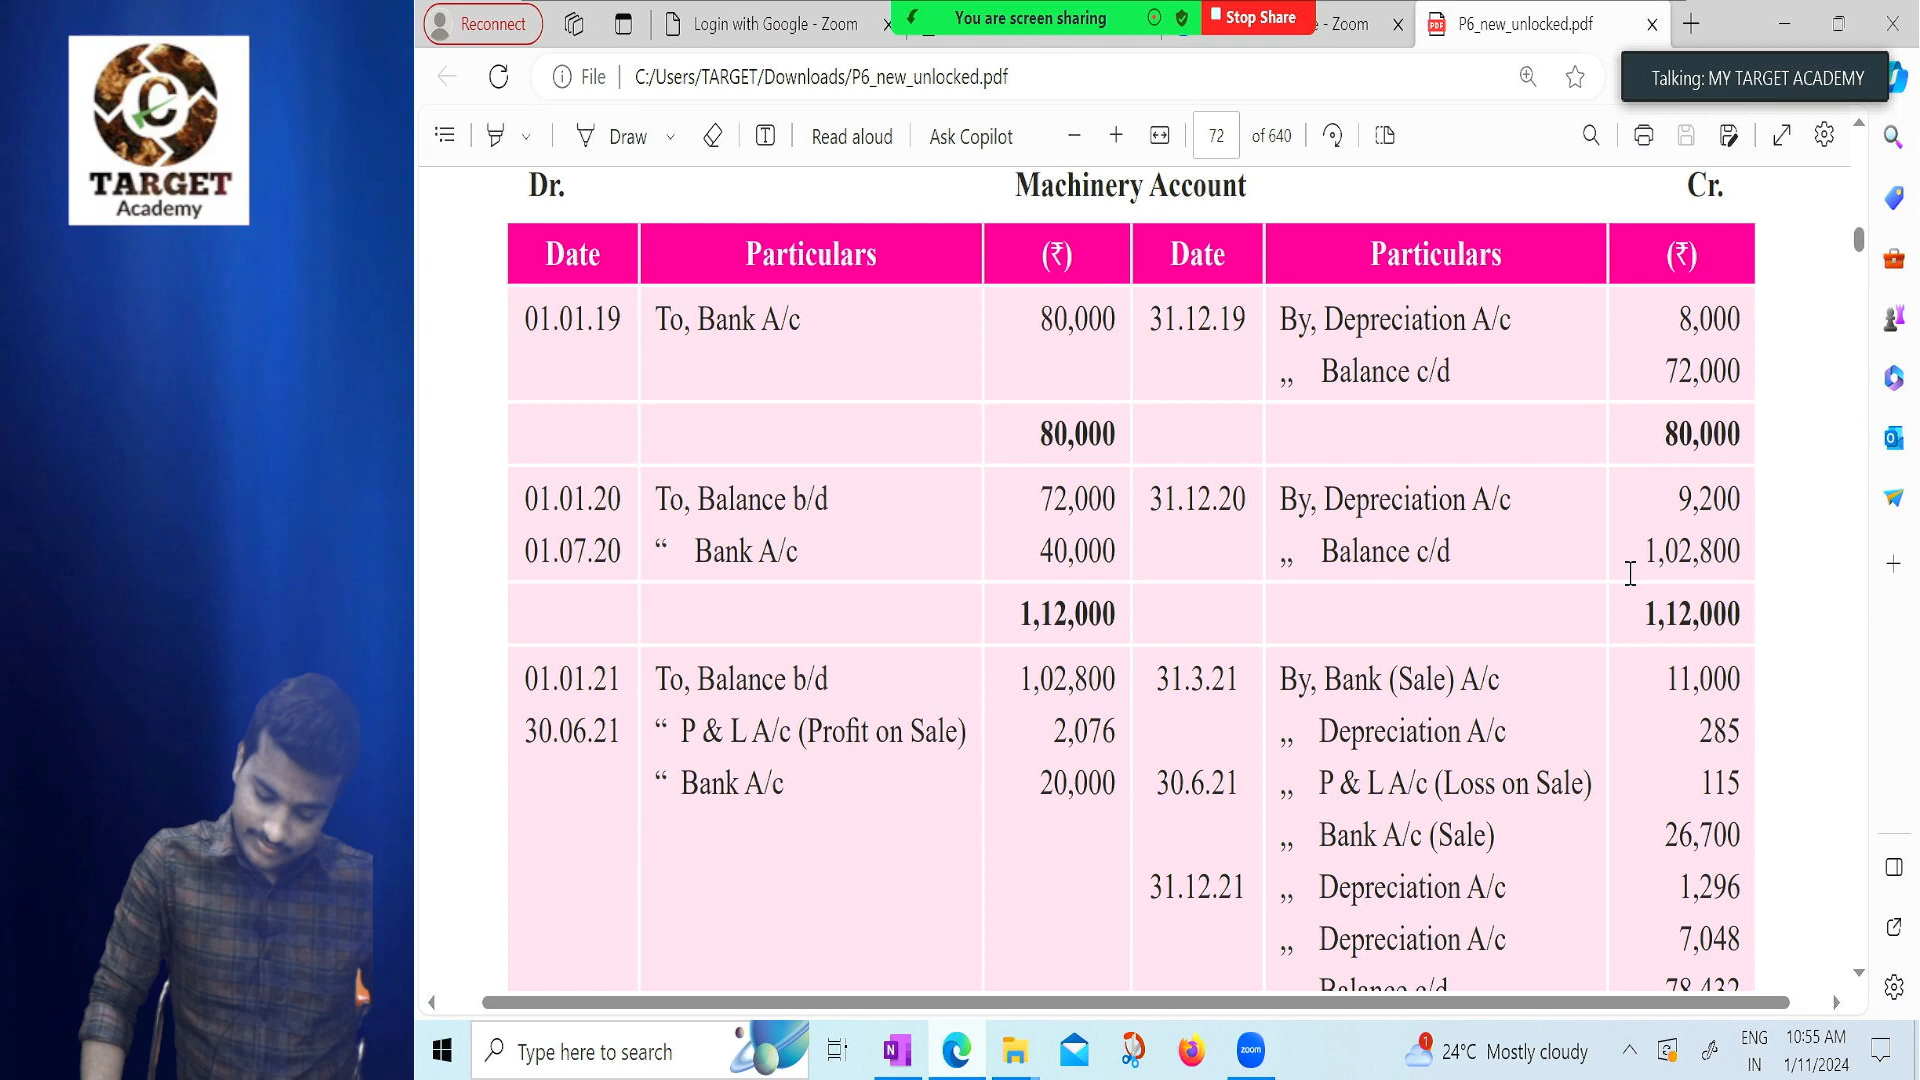 TARGET
Academy
Reconnect
Login with Google - Zoom
You are screen sharing
Stop Share
- Zoom
P6_new_unlocked.pdf
File
C:/Users/TARGET/Downloads/P6_new_unlocked.pdf
Talking: MY TARGET ACADEMY
Draw
Read aloud
Ask Copilot
72
of 640
Dr. Machinery Account Cr.
Date Particulars (₹) Date Particulars (₹)
01.01.19 To, Bank A/c 80,000 31.12.19 By, Depreciation A/c 8,000
„ Balance c/d 72,000
80,000 80,000
01.01.20 To, Balance b/d 72,000 31.12.20 By, Depreciation A/c 9,200
01.07.20 “ Bank A/c 40,000 „ Balance c/d 1,02,800
1,12,000 1,12,000
01.01.21 To, Balance b/d 1,02,800 31.3.21 By, Bank (Sale) A/c 11,000
30.06.21 “ P & L A/c (Profit on Sale) 2,076 „ Depreciation A/c 285
“ Bank A/c 20,000 30.6.21 „ P & L A/c (Loss on Sale) 115
„ Bank A/c (Sale) 26,700
31.12.21 „ Depreciation A/c 1,296
„ Depreciation A/c 7,048
Balance c/d 78,432
Type here to search
zoom
1
24°C Mostly cloudy
ENG
IN
10:55 AM
1/11/2024